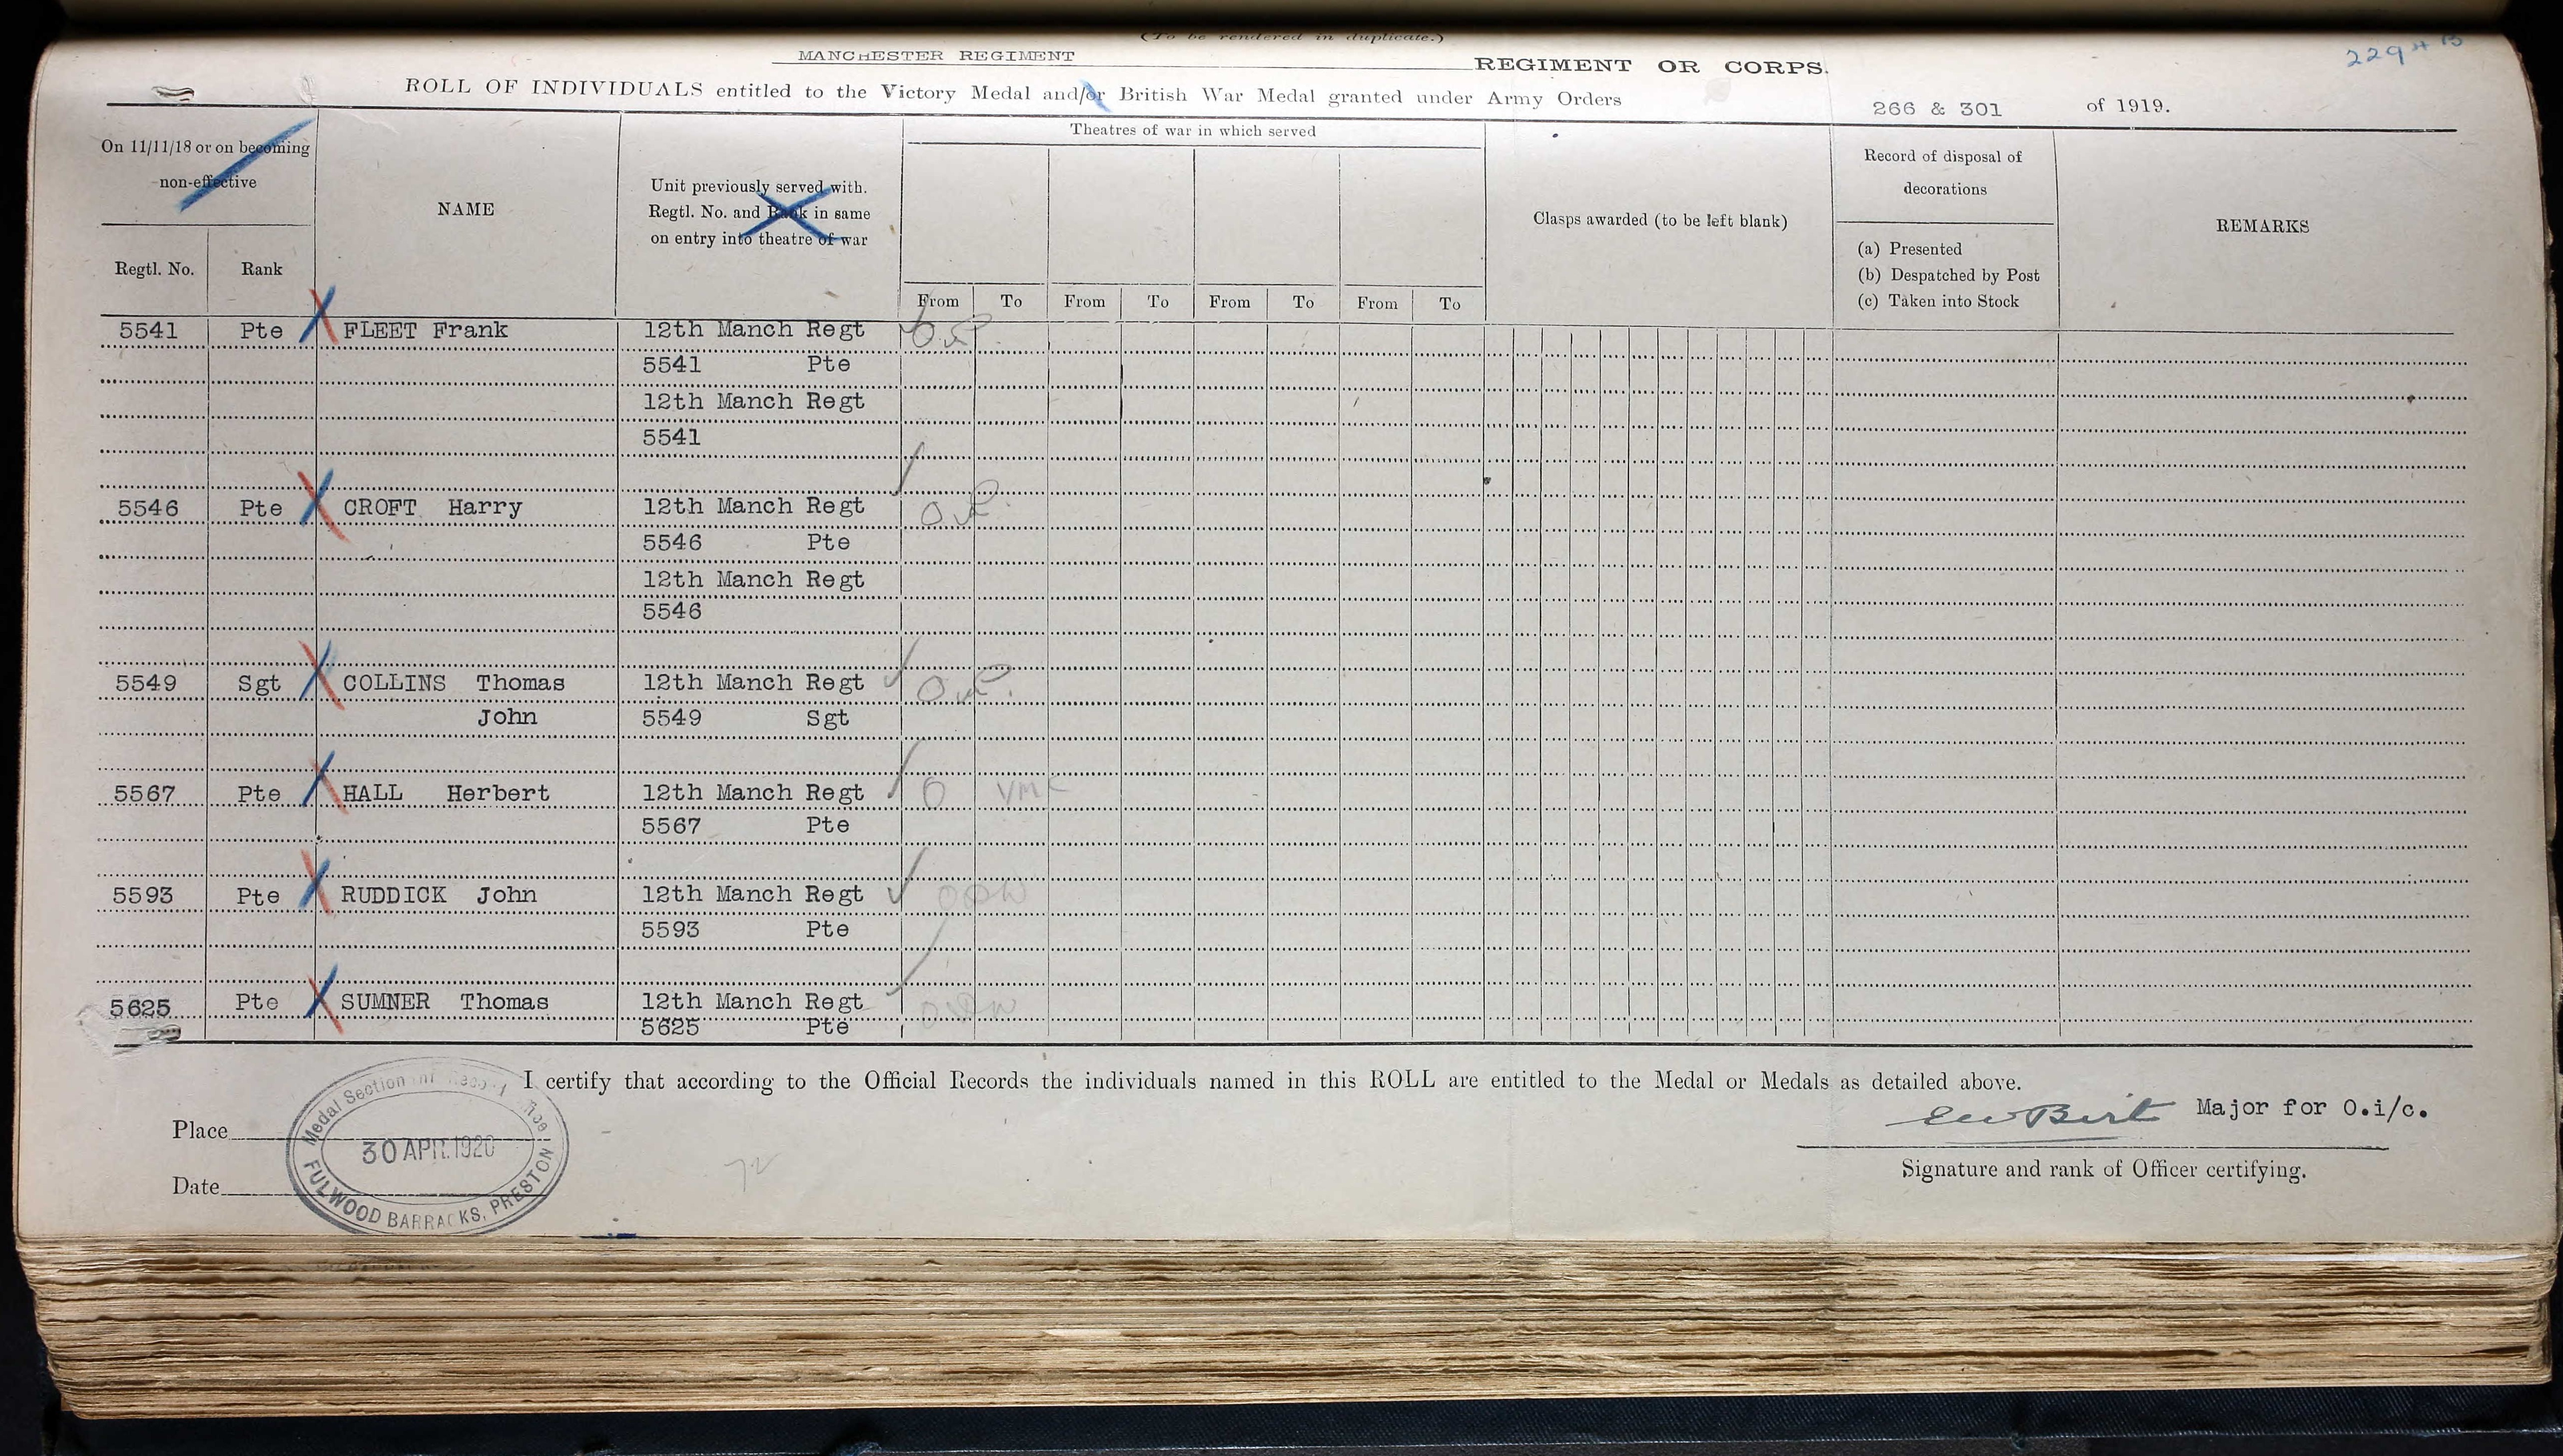 (To be rendered in duplicate.)
229
MANCHESTER REGIMENT REGIMENT OR CORPS.
ROLL OF INDIVIDUALS entitled to the Victory Medal and/or British War Medal granted under Army Orders 266 & 301 of 1919.
On 11/11/18 or on becoming non-effective
Regtl. No. Rank
NAME
Unit previously served with.
Regtl. No. and Rank in same
on entry into theatre of war
Theatres of war in which served
From To From To From To From To
Clasps awarded (to be left blank)
Record of disposal of
decorations
(a) Presented
(b) Despatched by Post
(c) Taken into Stock
REMARKS
5541 Pte FLEET Frank 12th Manch Regt
5541 Pte
12th Manch Regt
5541
5546 Pte CROFT Harry 12th Manch Regt
5546 Pte
12th Manch Regt
5546
5549 Sgt COLLINS Thomas 12th Manch Regt
John 5549 Sgt
5567 Pte HALL Herbert 12th Manch Regt
5567 Pte
5593 Pte RUDDICK John 12th Manch Regt
5593 Pte
5625 Pte SUMNER Thomas 12th Manch Regt
5625 Pte
I certify that according to the Official Records the individuals named in this ROLL are entitled to the Medal or Medals as detailed above.
Birt Major for O.i/c.
Place
Medal Section
30 APR. 1920
FULWOOD BARRACKS, PRESTON
Date
Signature and rank of Officer certifying.